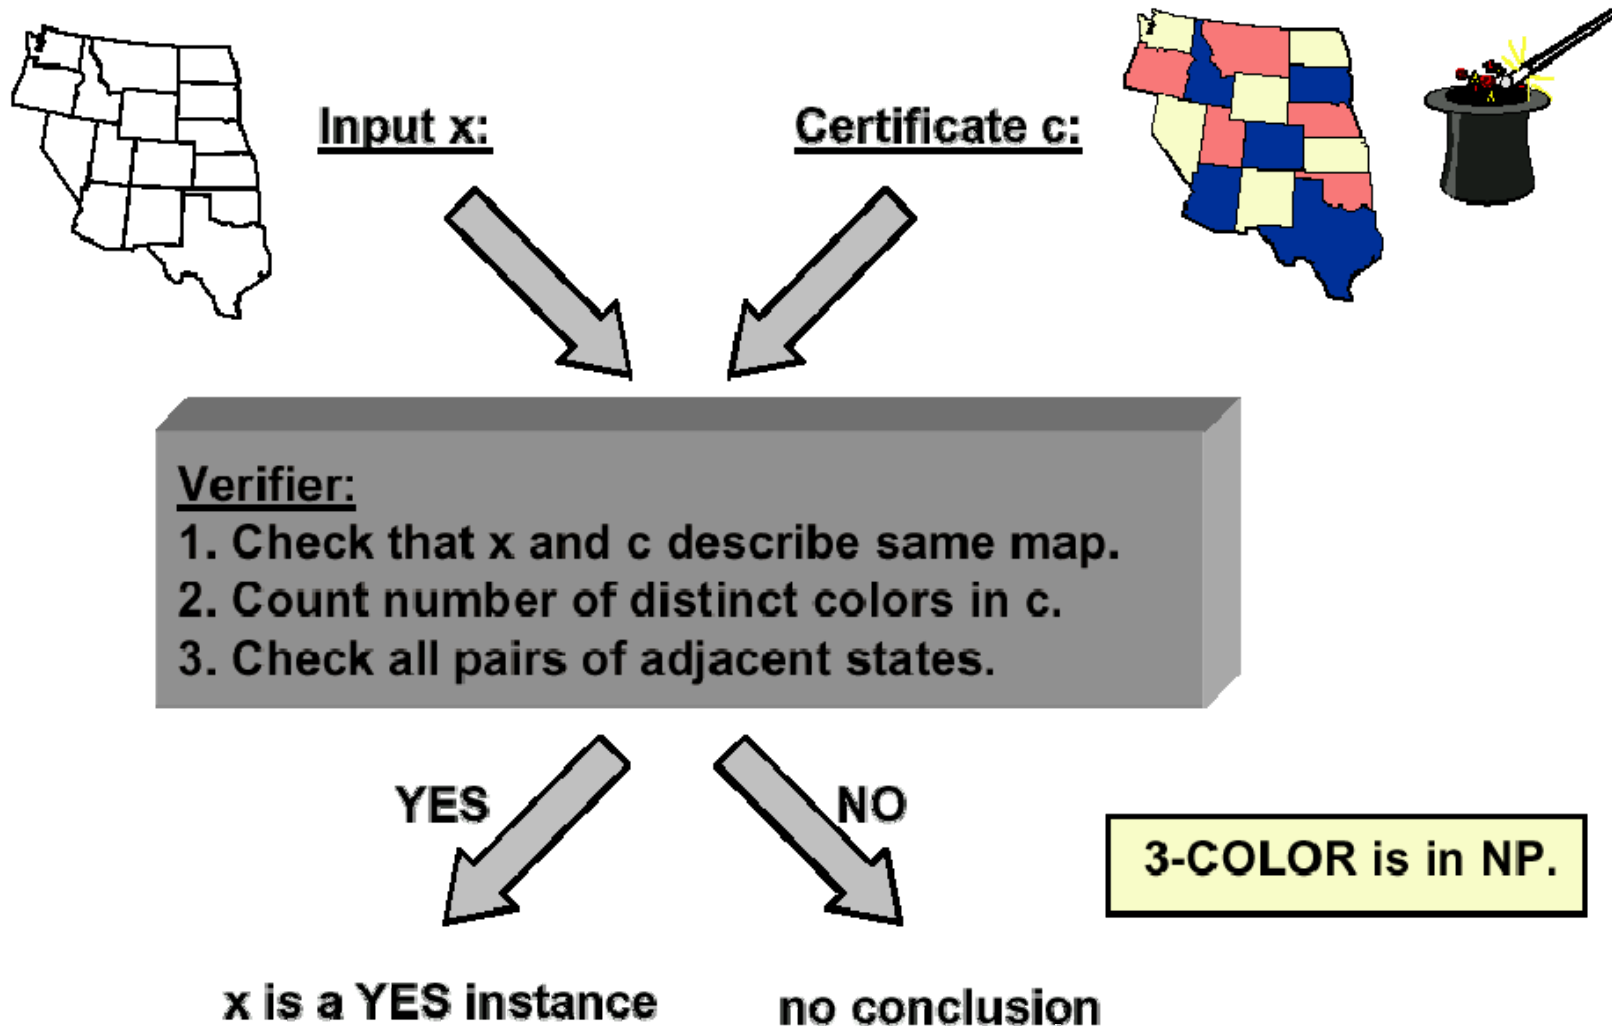 Input x:
Certificate c:
Verifier:
1. Check that x and c describe same map.
2. Count number of distinct colors in c.
3. Check all pairs of adjacent states.
YES
NO
3-COLOR is in NP.
x is a YES instance
no conclusion